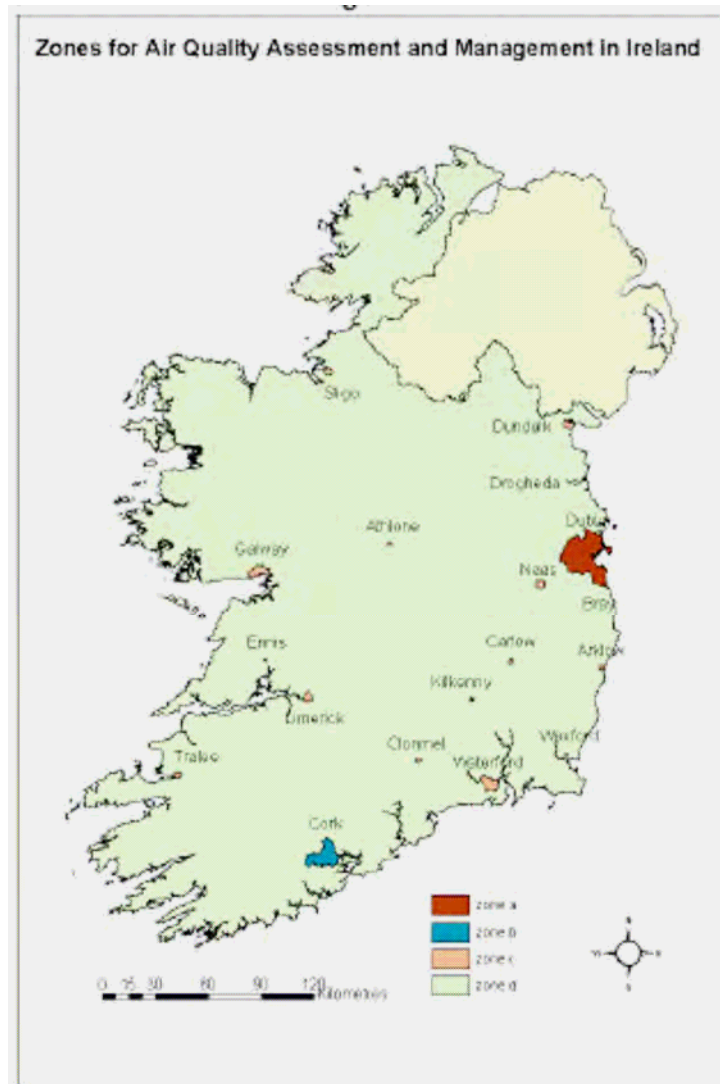 Zones for Air Quality Assessment and Management in Ireland
Sligo
Dundalk
Drogheda
Athlone
Dublin
Galway
Naas
Bray
Ennis
Carlow
Arklow
Kilkenny
Limerick
Clonmel
Wexford
Tralee
Waterford
Cork
zone a
zone b
zone c
zone d
0 15 30 60 90 120
Kilometres